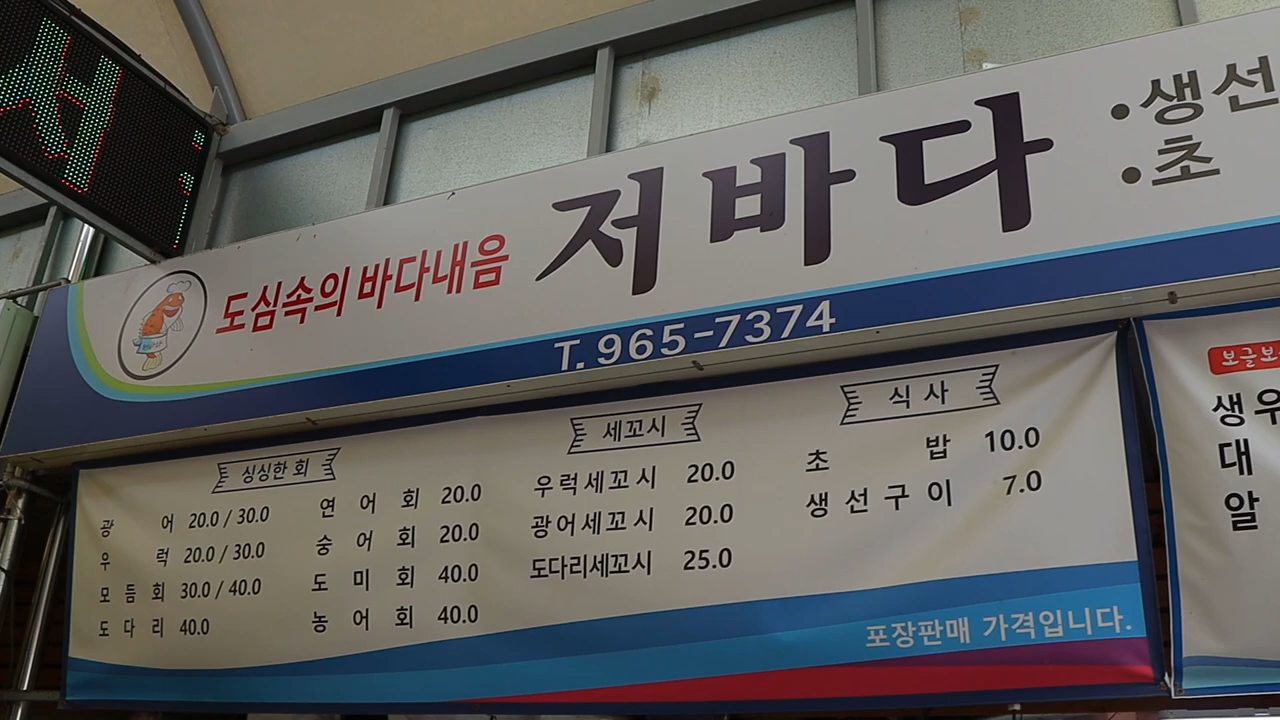 서
도심속의 바다내음 저바다
•생선
•초
T. 965-7374
싱싱한 회
광어 20.0 / 30.0
우럭 20.0 / 30.0
모듬회 30.0 / 40.0
도다리 40.0
연어회 20.0
숭어회 20.0
도미회 40.0
농어회 40.0
세꼬시
우럭세꼬시 20.0
광어세꼬시 20.0
도다리세꼬시 25.0
식사
초밥 10.0
생선구이 7.0
포장판매 가격입니다.
보글보
생우
대
알